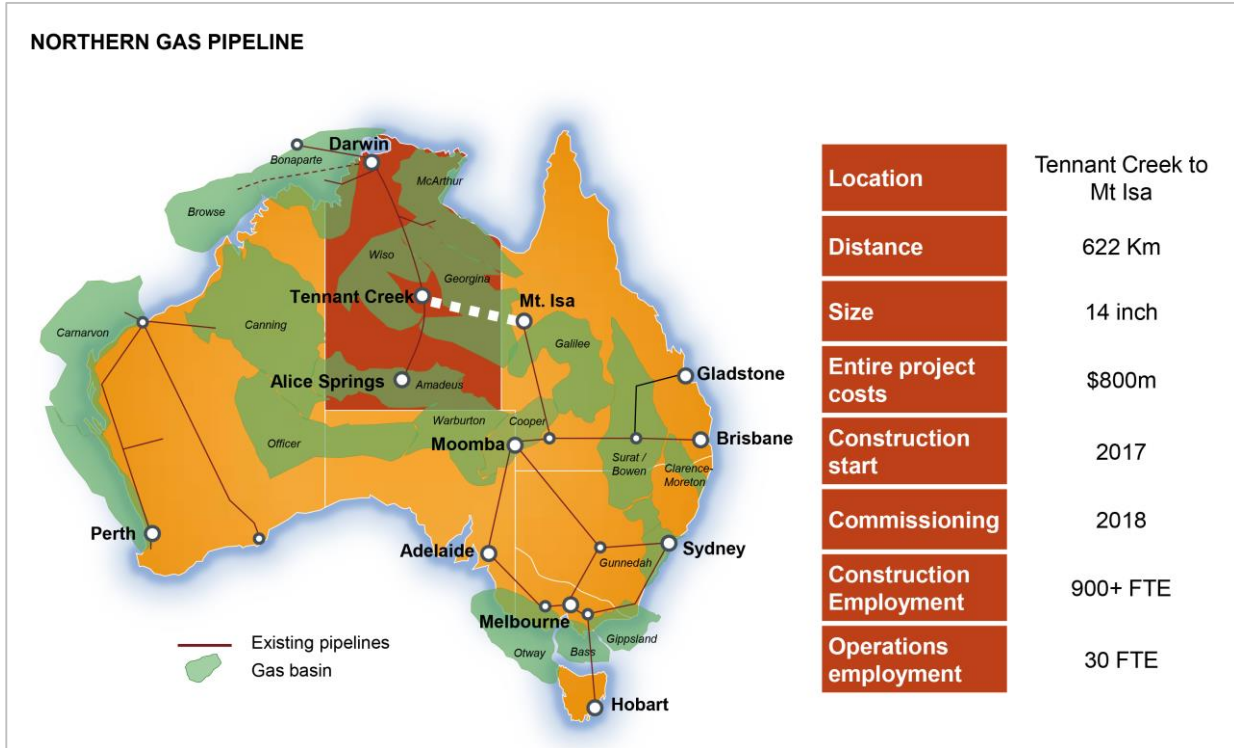 NORTHERN GAS PIPELINE
Darwin
Bonaparte
McArthur
Browse
Wiso
Georgina
Tennant Creek
Mt. Isa
Carnarvon
Canning
Galilee
Gladstone
Alice Springs
Amadeus
Warburton
Cooper
Officer
Moomba
Brisbane
Surat /
Bowen
Clarence-
Moreton
Perth
Adelaide
Sydney
Gunnedah
Melbourne
Gippsland
Otway
Bass
Hobart
Existing pipelines
Gas basin
Location
Tennant Creek to
Mt Isa
Distance
622 Km
Size
14 inch
Entire project
costs
$800m
Construction
start
2017
Commissioning
2018
Construction
Employment
900+ FTE
Operations
employment
30 FTE